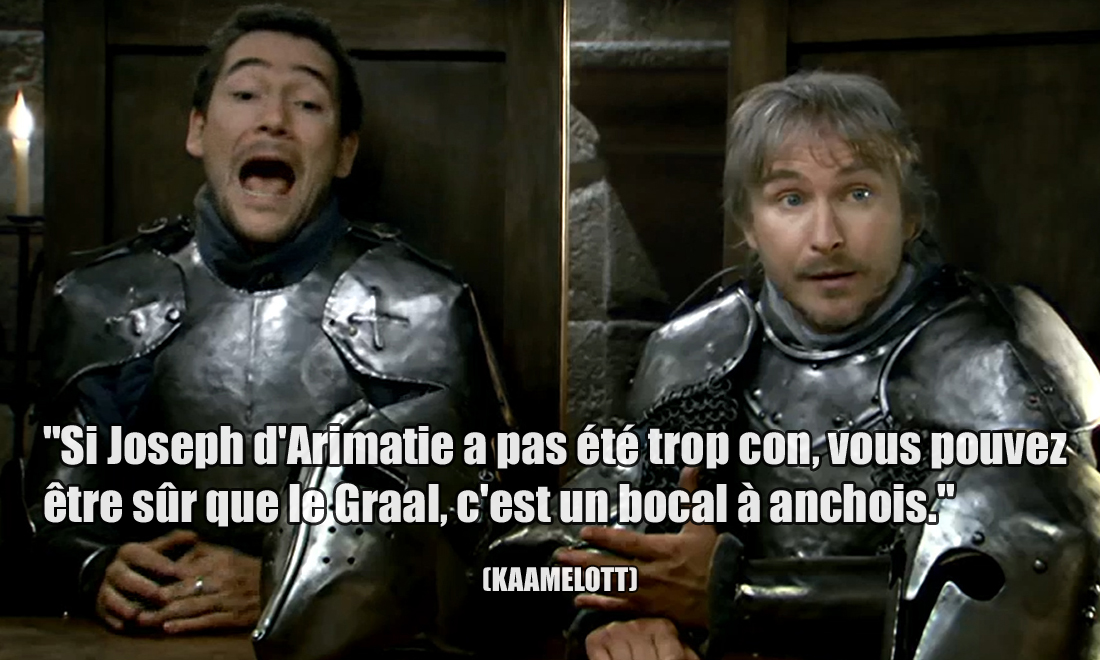 "Si Joseph d'Arimatie a pas été trop con, vous pouvez
être sûr que le Graal, c'est un bocal à anchois."
(KAAMELOTT)